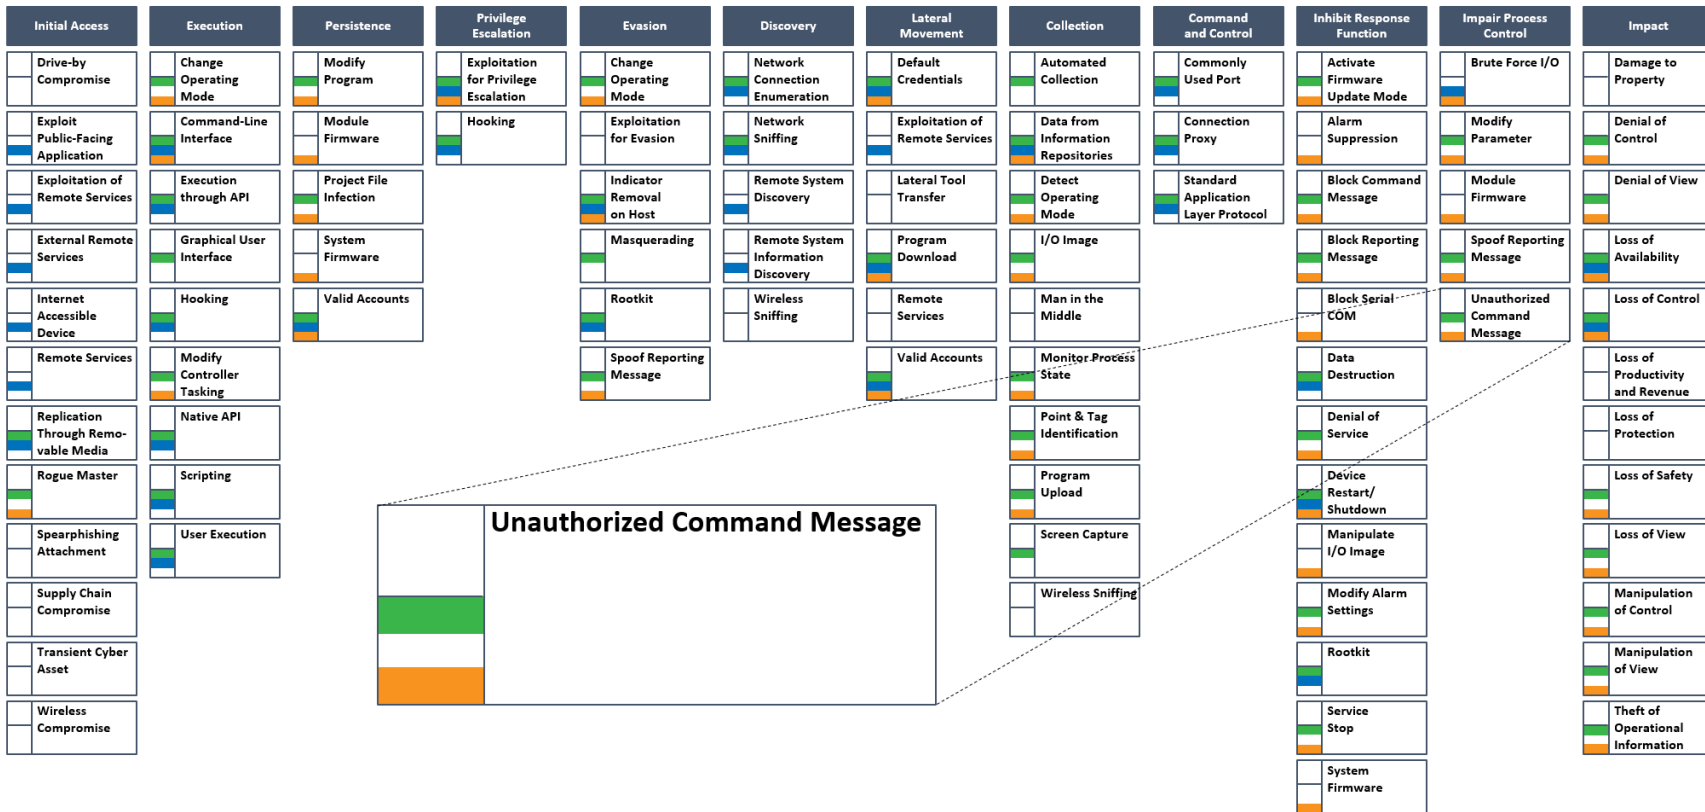 Initial Access
Drive-by
Compromise
Exploit
Public-Facing
Application
Exploitation of
Remote Services
External Remote
Services
Internet
Accessible
Device
Remote Services
Replication
Through Remo-
vable Media
Rogue Master
Spearphishing
Attachment
Supply Chain
Compromise
Transient Cyber
Asset
Wireless
Compromise
Execution
Change
Operating
Mode
Command-Line
Interface
Execution
through API
Graphical User
Interface
Hooking
Modify
Controller
Tasking
Native API
Scripting
User Execution
Persistence
Modify
Program
Module
Firmware
Project File
Infection
System
Firmware
Valid Accounts
Privilege
Escalation
Exploitation
for Privilege
Escalation
Hooking
Evasion
Change
Operating
Mode
Exploitation
for Evasion
Indicator
Removal
on Host
Masquerading
Rootkit
Spoof Reporting
Message
Discovery
Network
Connection
Enumeration
Network
Sniffing
Remote System
Discovery
Remote System
Information
Discovery
Wireless
Sniffing
Lateral
Movement
Default
Credentials
Exploitation of
Remote Services
Lateral Tool
Transfer
Program
Download
Remote
Services
Valid Accounts
Collection
Automated
Collection
Data from
Information
Repositories
Detect
Operating
Mode
I/O Image
Man in the
Middle
Monitor Process
State
Point & Tag
Identification
Program
Upload
Screen Capture
Wireless Sniffing
Command
and Control
Commonly
Used Port
Connection
Proxy
Standard
Application
Layer Protocol
Inhibit Response
Function
Activate
Firmware
Update Mode
Alarm
Suppression
Block Command
Message
Block Reporting
Message
Block Serial
COM
Data
Destruction
Denial of
Service
Device
Restart/
Shutdown
Manipulate
I/O Image
Modify Alarm
Settings
Rootkit
Service
Stop
System
Firmware
Impair Process
Control
Brute Force I/O
Modify
Parameter
Module
Firmware
Spoof Reporting
Message
Unauthorized
Command
Message
Impact
Damage to
Property
Denial of
Control
Denial of View
Loss of
Availability
Loss of Control
Loss of
Productivity
and Revenue
Loss of
Protection
Loss of Safety
Loss of View
Manipulation
of Control
Manipulation
of View
Theft of
Operational
Information
Unauthorized Command Message